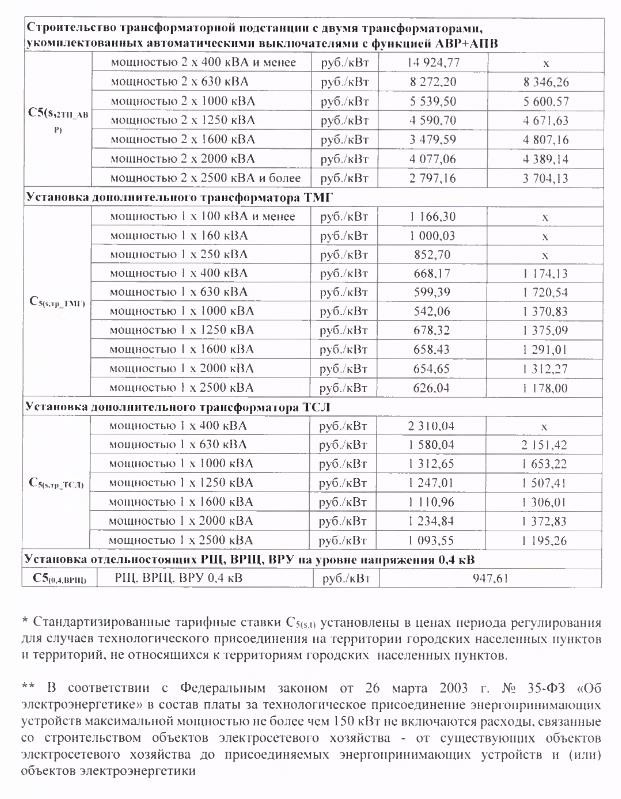 Строительство трансформаторной подстанции с двумя трансформаторами,
укомплектованных автоматическими выключателями с функцией АВР+АПВ
С5(s,2ТП_АВР)
мощностью 2 х 400 кВА и менее руб./кВт 14 924,77 х
мощностью 2 х 630 кВА руб./кВт 8 272,20 8 346,26
мощностью 2 х 1000 кВА руб./кВт 5 539,50 5 600,57
мощностью 2 х 1250 кВА руб./кВт 4 590,70 4 671,63
мощностью 2 х 1600 кВА руб./кВт 3 479,59 4 807,16
мощностью 2 х 2000 кВА руб./кВт 4 077,06 4 389,14
мощностью 2 х 2500 кВА и более руб./кВт 2 797,16 3 704,13
Установка дополнительного трансформатора ТМГ
С5(s,тр_ТМГ)
мощностью 1 х 100 кВА и менее руб./кВт 1 166,30 х
мощностью 1 х 160 кВА руб./кВт 1 000,03 х
мощностью 1 х 250 кВА руб./кВт 852,70 х
мощностью 1 х 400 кВА руб./кВт 668,17 1 174,13
мощностью 1 х 630 кВА руб./кВт 599,39 1 720,54
мощностью 1 х 1000 кВА руб./кВт 542,06 1 370,83
мощностью 1 х 1250 кВА руб./кВт 678,32 1 375,09
мощностью 1 х 1600 кВА руб./кВт 658,43 1 291,01
мощностью 1 х 2000 кВА руб./кВт 654,65 1 312,27
мощностью 1 х 2500 кВА руб./кВт 626,04 1 178,00
Установка дополнительного трансформатора ТСЛ
С5(s,тр_ТСЛ)
мощностью 1 х 400 кВА руб./кВт 2 310,04 х
мощностью 1 х 630 кВА руб./кВт 1 580,04 2 151,42
мощностью 1 х 1000 кВА руб./кВт 1 312,65 1 653,22
мощностью 1 х 1250 кВА руб./кВт 1 247,01 1 507,41
мощностью 1 х 1600 кВА руб./кВт 1 110,96 1 306,01
мощностью 1 х 2000 кВА руб./кВт 1 234,84 1 372,83
мощностью 1 х 2500 кВА руб./кВт 1 093,55 1 195,26
Установка отдельностоящих РЩ, ВРЩ, ВРУ на уровне напряжения 0,4 кВ
С5(0,4,ВРЩ) РЩ, ВРЩ, ВРУ 0,4 кВ руб./кВт 947,61
* Стандартизированные тарифные ставки С5(s,t) установлены в ценах периода регулирования
для случаев технологического присоединения на территории городских населенных пунктов
и территорий, не относящихся к территориям городских населенных пунктов.
** В соответствии с Федеральным законом от 26 марта 2003 г. № 35-ФЗ «Об
электроэнергетике» в состав платы за технологическое присоединение энергопринимающих
устройств максимальной мощностью не более чем 150 кВт не включаются расходы, связанные
со строительством объектов электросетевого хозяйства - от существующих объектов
электросетевого хозяйства до присоединяемых энергопринимающих устройств и (или)
объектов электроэнергетики